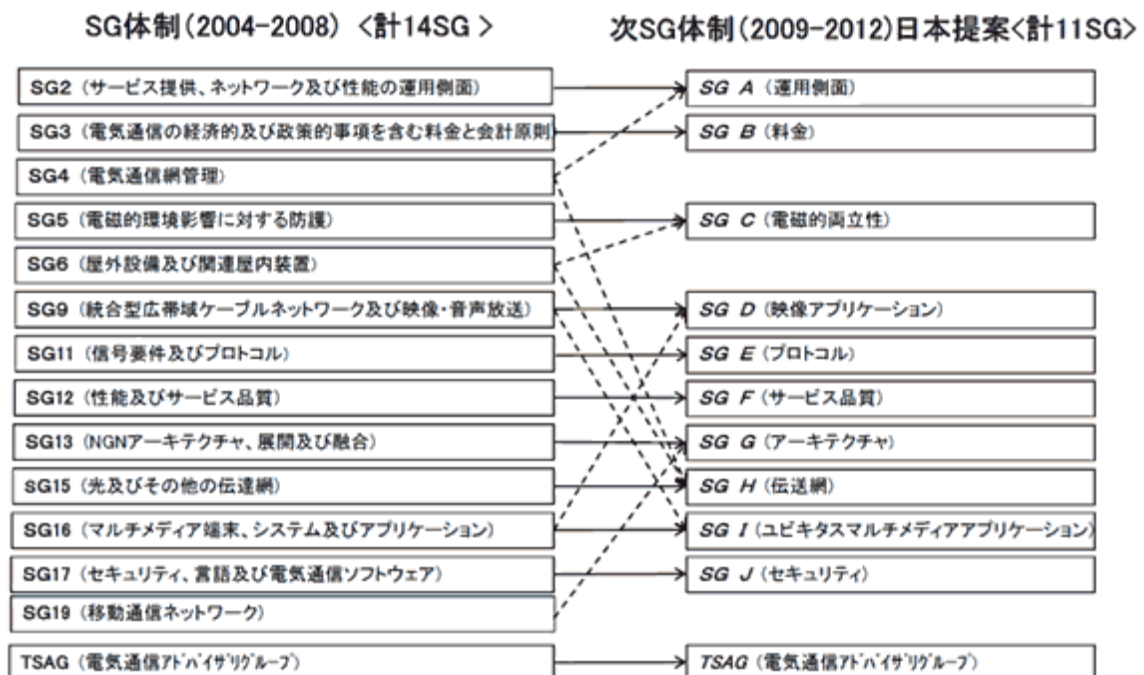 SG体制(2004-2008) <計14SG >
次SG体制(2009-2012)日本提案<計11SG>
SG2 (サービス提供、ネットワーク及び性能の運用側面)
SG A (運用側面)
SG3 (電気通信の経済的及び政策的事項を含む料金と会計原則)
SG B (料金)
SG4 (電気通信網管理)
SG5 (電磁的環境影響に対する防護)
SG C (電磁的両立性)
SG6 (屋外設備及び関連屋内装置)
SG9 (統合型広帯域ケーブルネットワーク及び映像・音声放送)
SG D (映像アプリケーション)
SG11 (信号要件及びプロトコル)
SG E (プロトコル)
SG12 (性能及びサービス品質)
SG F (サービス品質)
SG13 (NGNアーキテクチャ、展開及び融合)
SG G (アーキテクチャ)
SG15 (光及びその他の伝達網)
SG H (伝送網)
SG16 (マルチメディア端末、システム及びアプリケーション)
SG I (ユビキタスマルチメディアアプリケーション)
SG17 (セキュリティ、言語及び電気通信ソフトウェア)
SG J (セキュリティ)
SG19 (移動通信ネットワーク)
TSAG (電気通信ｱﾄﾞﾊﾞｲｻﾞﾘｸﾞﾙｰﾌﾟ)
TSAG (電気通信ｱﾄﾞﾊﾞｲｻﾞﾘｸﾞﾙｰﾌﾟ)